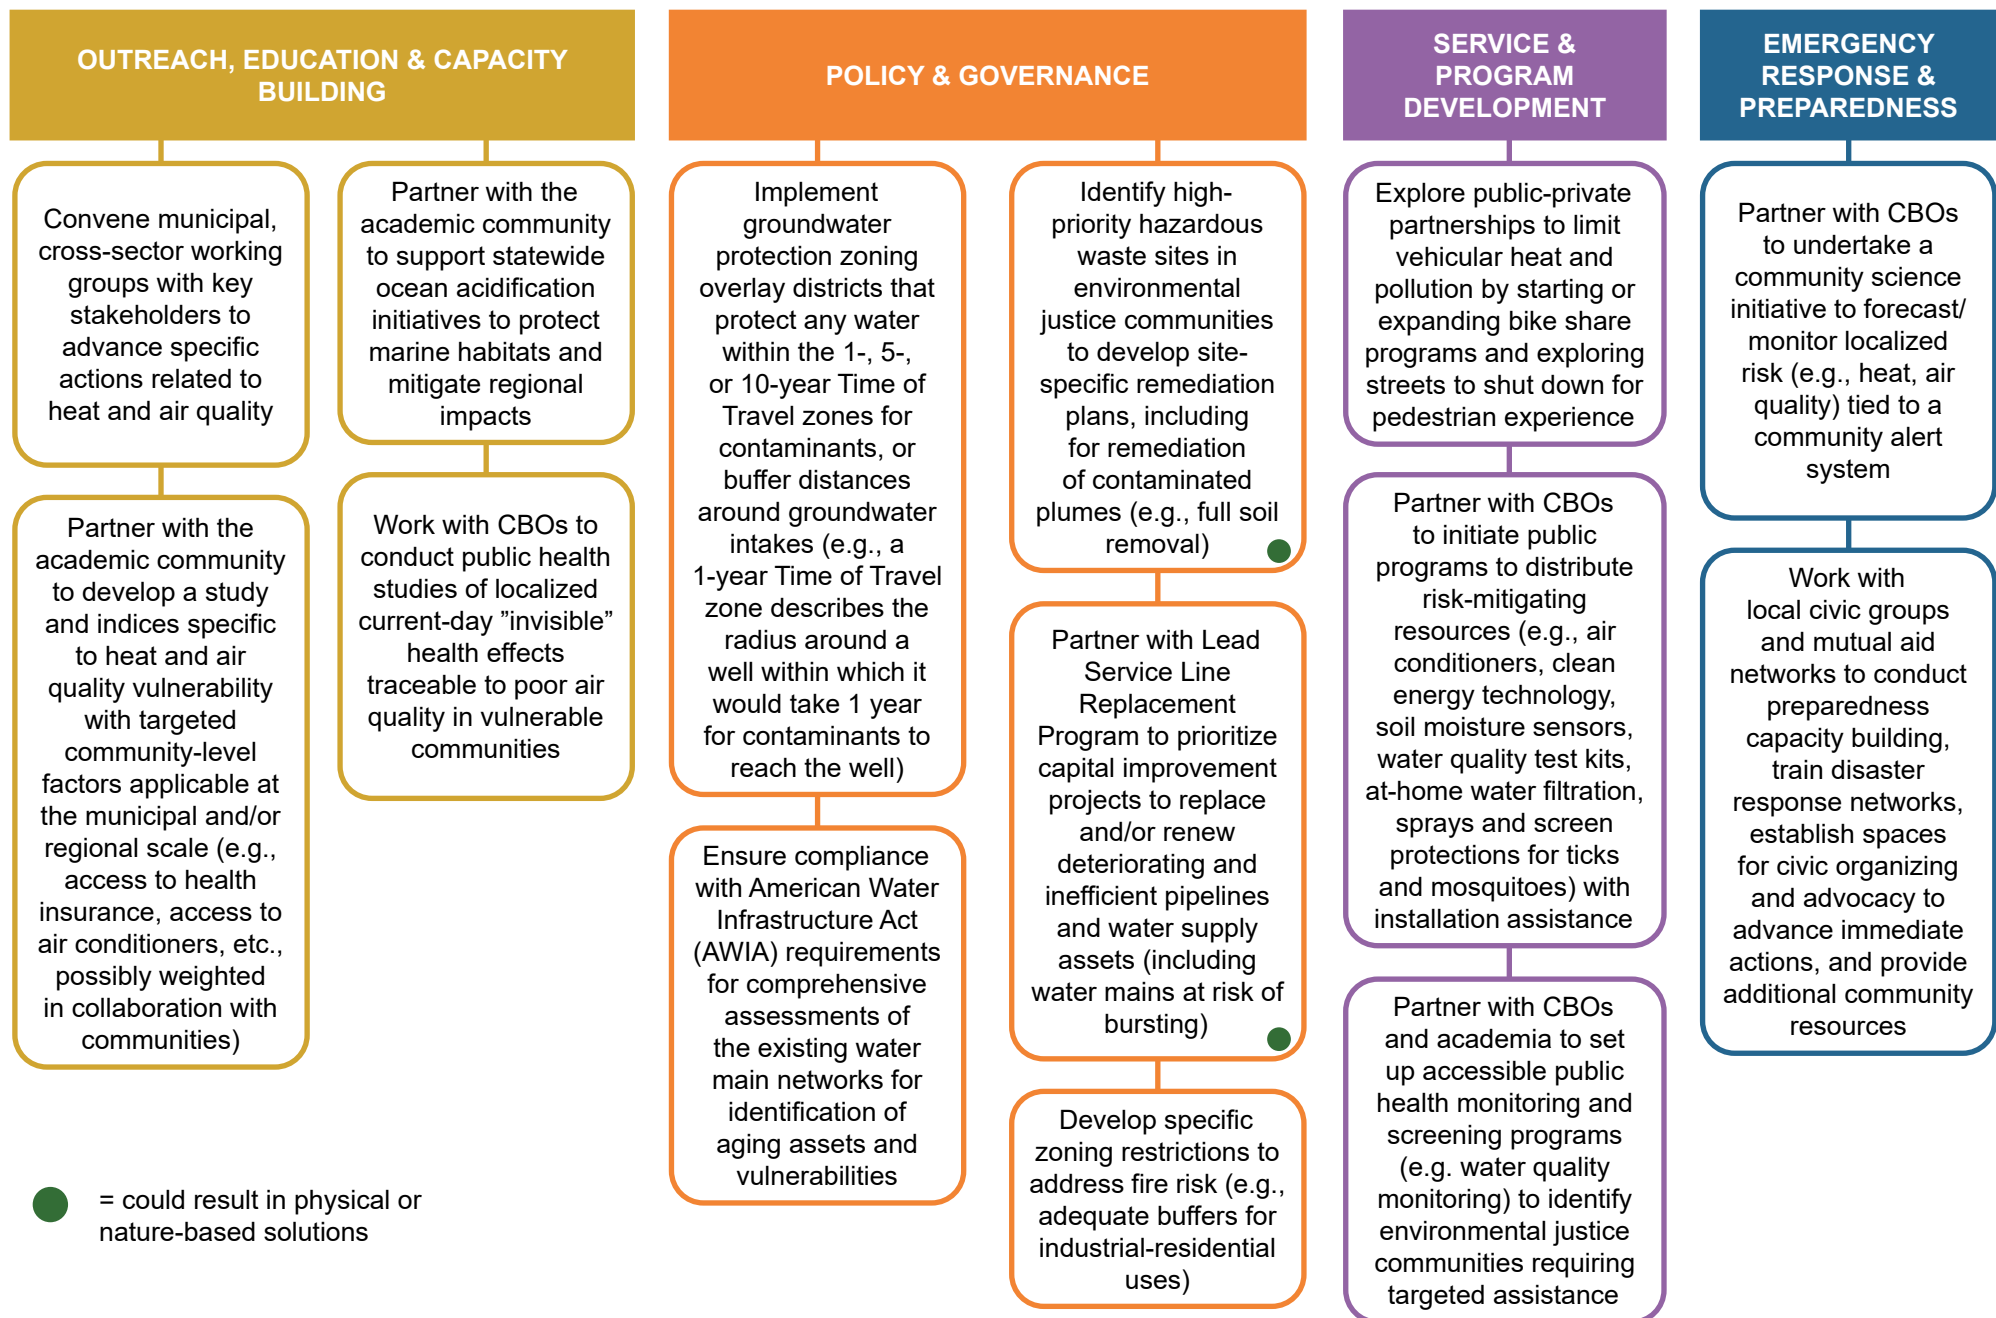 OUTREACH, EDUCATION & CAPACITY
BUILDING
Convene municipal,
cross-sector working
groups with key
stakeholders to
advance specific
actions related to
heat and air quality
Partner with the
academic community
to develop a study
and indices specific
to heat and air
quality vulnerability
with targeted
community-level
factors applicable at
the municipal and/or
regional scale (e.g.,
access to health
insurance, access to
air conditioners, etc.,
possibly weighted
in collaboration with
communities)
Partner with the
academic community
to support statewide
ocean acidification
initiatives to protect
marine habitats and
mitigate regional
impacts
Work with CBOs to
conduct public health
studies of localized
current-day ”invisible”
health effects
traceable to poor air
quality in vulnerable
communities
POLICY & GOVERNANCE
Implement
groundwater
protection zoning
overlay districts that
protect any water
within the 1-, 5-,
or 10-year Time of
Travel zones for
contaminants, or
buffer distances
around groundwater
intakes (e.g., a
1-year Time of Travel
zone describes the
radius around a
well within which it
would take 1 year
for contaminants to
reach the well)
Ensure compliance
with American Water
Infrastructure Act
(AWIA) requirements
for comprehensive
assessments of
the existing water
main networks for
identification of
aging assets and
vulnerabilities
Identify high-
priority hazardous
waste sites in
environmental
justice communities
to develop site-
specific remediation
plans, including
for remediation
of contaminated
plumes (e.g., full soil
removal)
Partner with Lead
Service Line
Replacement
Program to prioritize
capital improvement
projects to replace
and/or renew
deteriorating and
inefficient pipelines
and water supply
assets (including
water mains at risk of
bursting)
Develop specific
zoning restrictions to
address fire risk (e.g.,
adequate buffers for
industrial-residential
uses)
SERVICE &
PROGRAM
DEVELOPMENT
Explore public-private
partnerships to limit
vehicular heat and
pollution by starting or
expanding bike share
programs and exploring
streets to shut down for
pedestrian experience
Partner with CBOs
to initiate public
programs to distribute
risk-mitigating
resources (e.g., air
conditioners, clean
energy technology,
soil moisture sensors,
water quality test kits,
at-home water filtration,
sprays and screen
protections for ticks
and mosquitoes) with
installation assistance
Partner with CBOs
and academia to set
up accessible public
health monitoring and
screening programs
(e.g. water quality
monitoring) to identify
environmental justice
communities requiring
targeted assistance
EMERGENCY
RESPONSE &
PREPAREDNESS
Partner with CBOs
to undertake a
community science
initiative to forecast/
monitor localized
risk (e.g., heat, air
quality) tied to a
community alert
system
Work with
local civic groups
and mutual aid
networks to conduct
preparedness
capacity building,
train disaster
response networks,
establish spaces
for civic organizing
and advocacy to
advance immediate
actions, and provide
additional community
resources
= could result in physical or
nature-based solutions